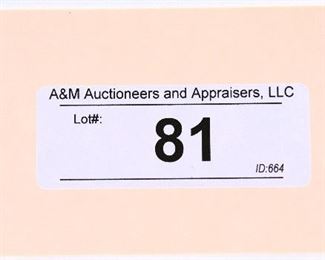 A&M Auctioneers and Appraisers, LLC
Lot#:
81
ID:664